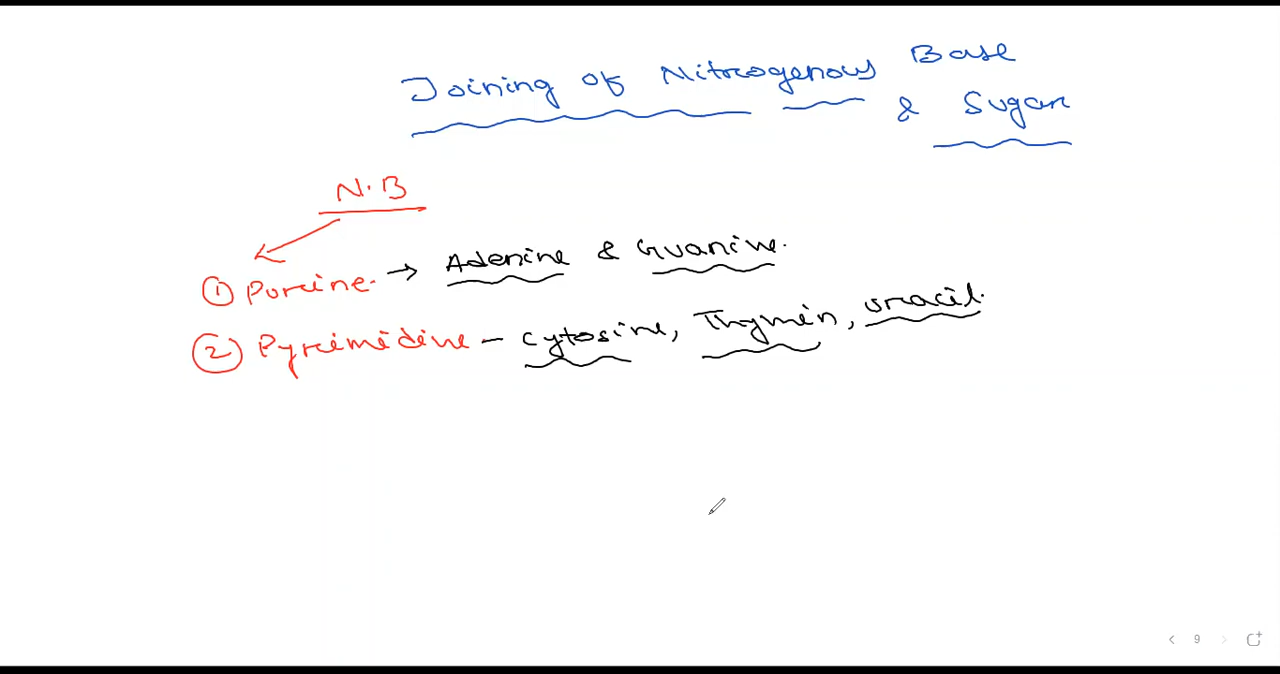 Joining of Nitrogenous Base
& Sugar
N.B
① Purine. → Adenine & Guanine.
② Pyrimidine - Cytosine, Thymin, Uracil.
9